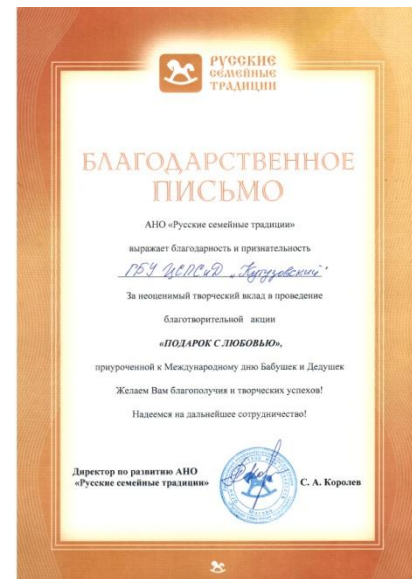 РУССКИЕ
СЕМЕЙНЫЕ
ТРАДИЦИИ
БЛАГОДАРСТВЕННОЕ
ПИСЬМО
АНО «Русские семейные традиции»
выражает благодарность и признательность
ГБУ ЦСПСиД „Кутузовский"
За неоценимый творческий вклад в проведение
благотворительной акции
«ПОДАРОК С ЛЮБОВЬЮ»,
приуроченной к Международному дню Бабушек и Дедушек
Желаем Вам благополучия и творческих успехов!
Надеемся на дальнейшее сотрудничество!
Директор по развитию АНО
«Русские семейные традиции»
С. А. Королев